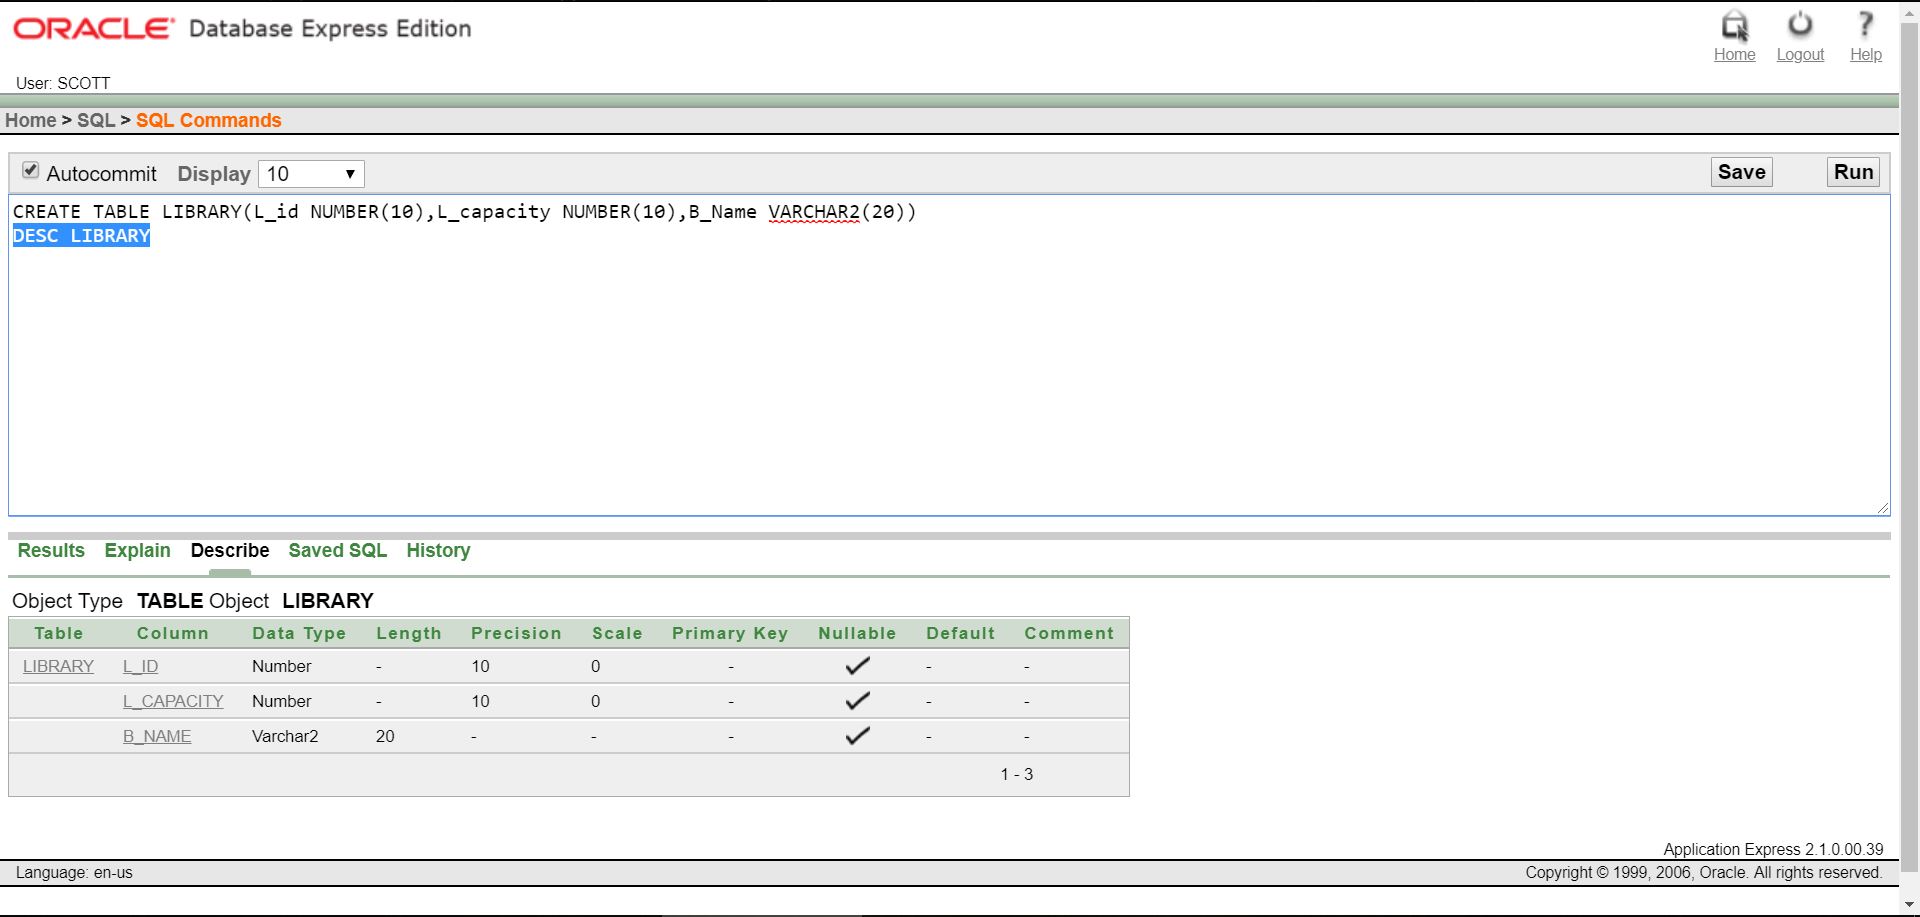 ORACLE Database Express Edition
Home Logout Help
User: SCOTT
Home > SQL > SQL Commands
Autocommit Display 10 Save Run
CREATE TABLE LIBRARY(L_id NUMBER(10),L_capacity NUMBER(10),B_Name VARCHAR2(20))
DESC LIBRARY
Results Explain Describe Saved SQL History
Object Type TABLE Object LIBRARY
Table Column Data Type Length Precision Scale Primary Key Nullable Default Comment
LIBRARY L_ID Number - 10 0 - - -
L_CAPACITY Number - 10 0 - - -
B_NAME Varchar2 20 - - - - -
1 - 3
Application Express 2.1.0.00.39
Language: en-us Copyright © 1999, 2006, Oracle. All rights reserved.